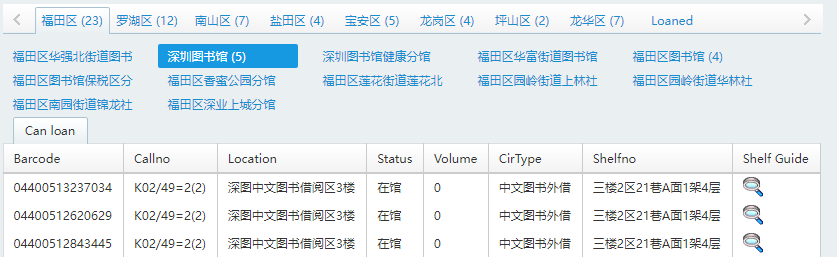 福田区 (23) 罗湖区 (12) 南山区 (7) 盐田区 (4) 宝安区 (5) 龙岗区 (4) 坪山区 (2) 龙华区 (7) Loaned
福田区华强北街道图书 深圳图书馆 (5) 深圳图书馆健康分馆 福田区华富街道图书馆 福田区图书馆 (4)
福田区图书馆保税区分 福田区香蜜公园分馆 福田区莲花街道莲花北 福田区园岭街道上林社 福田区园岭街道华林社
福田区南园街道锦龙社 福田区深业上城分馆
Can loan
Barcode Callno Location Status Volume CirType Shelfno Shelf Guide
04400513237034 K02/49=2(2) 深图中文图书借阅区3楼 在馆 0 中文图书外借 三楼2区21巷A面1架4层
04400512620629 K02/49=2(2) 深图中文图书借阅区3楼 在馆 0 中文图书外借 三楼2区21巷A面1架4层
04400512843445 K02/49=2(2) 深图中文图书借阅区3楼 在馆 0 中文图书外借 三楼2区21巷A面1架4层